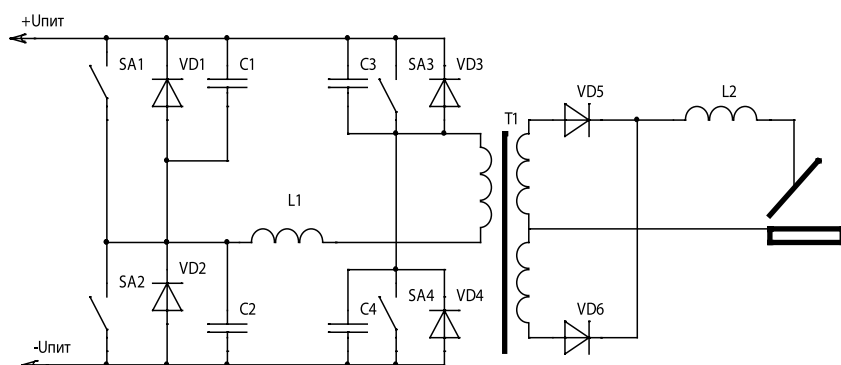 +Uпит
SA1
VD1
C1
C3
SA3
VD3
T1
VD5
L2
L1
SA2
VD2
C2
C4
SA4
VD4
VD6
-Uпит